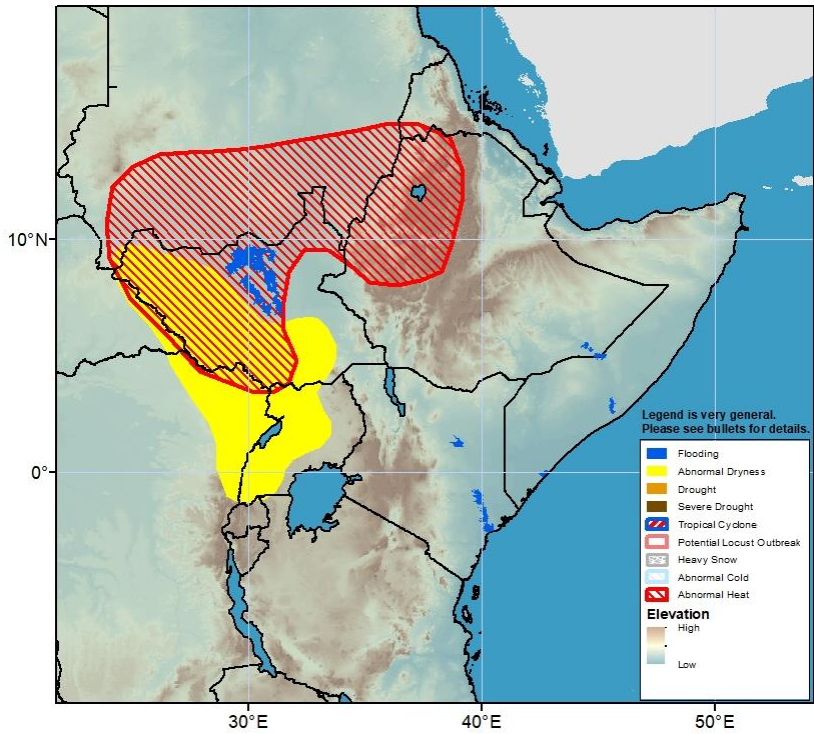 10°N
0°
30°E
40°E
50°E
Legend is very general.
Please see bullets for details.
Flooding
Abnormal Dryness
Drought
Severe Drought
Tropical Cyclone
Potential Locust Outbreak
Heavy Snow
Abnormal Cold
Abnormal Heat
Elevation
High
Low